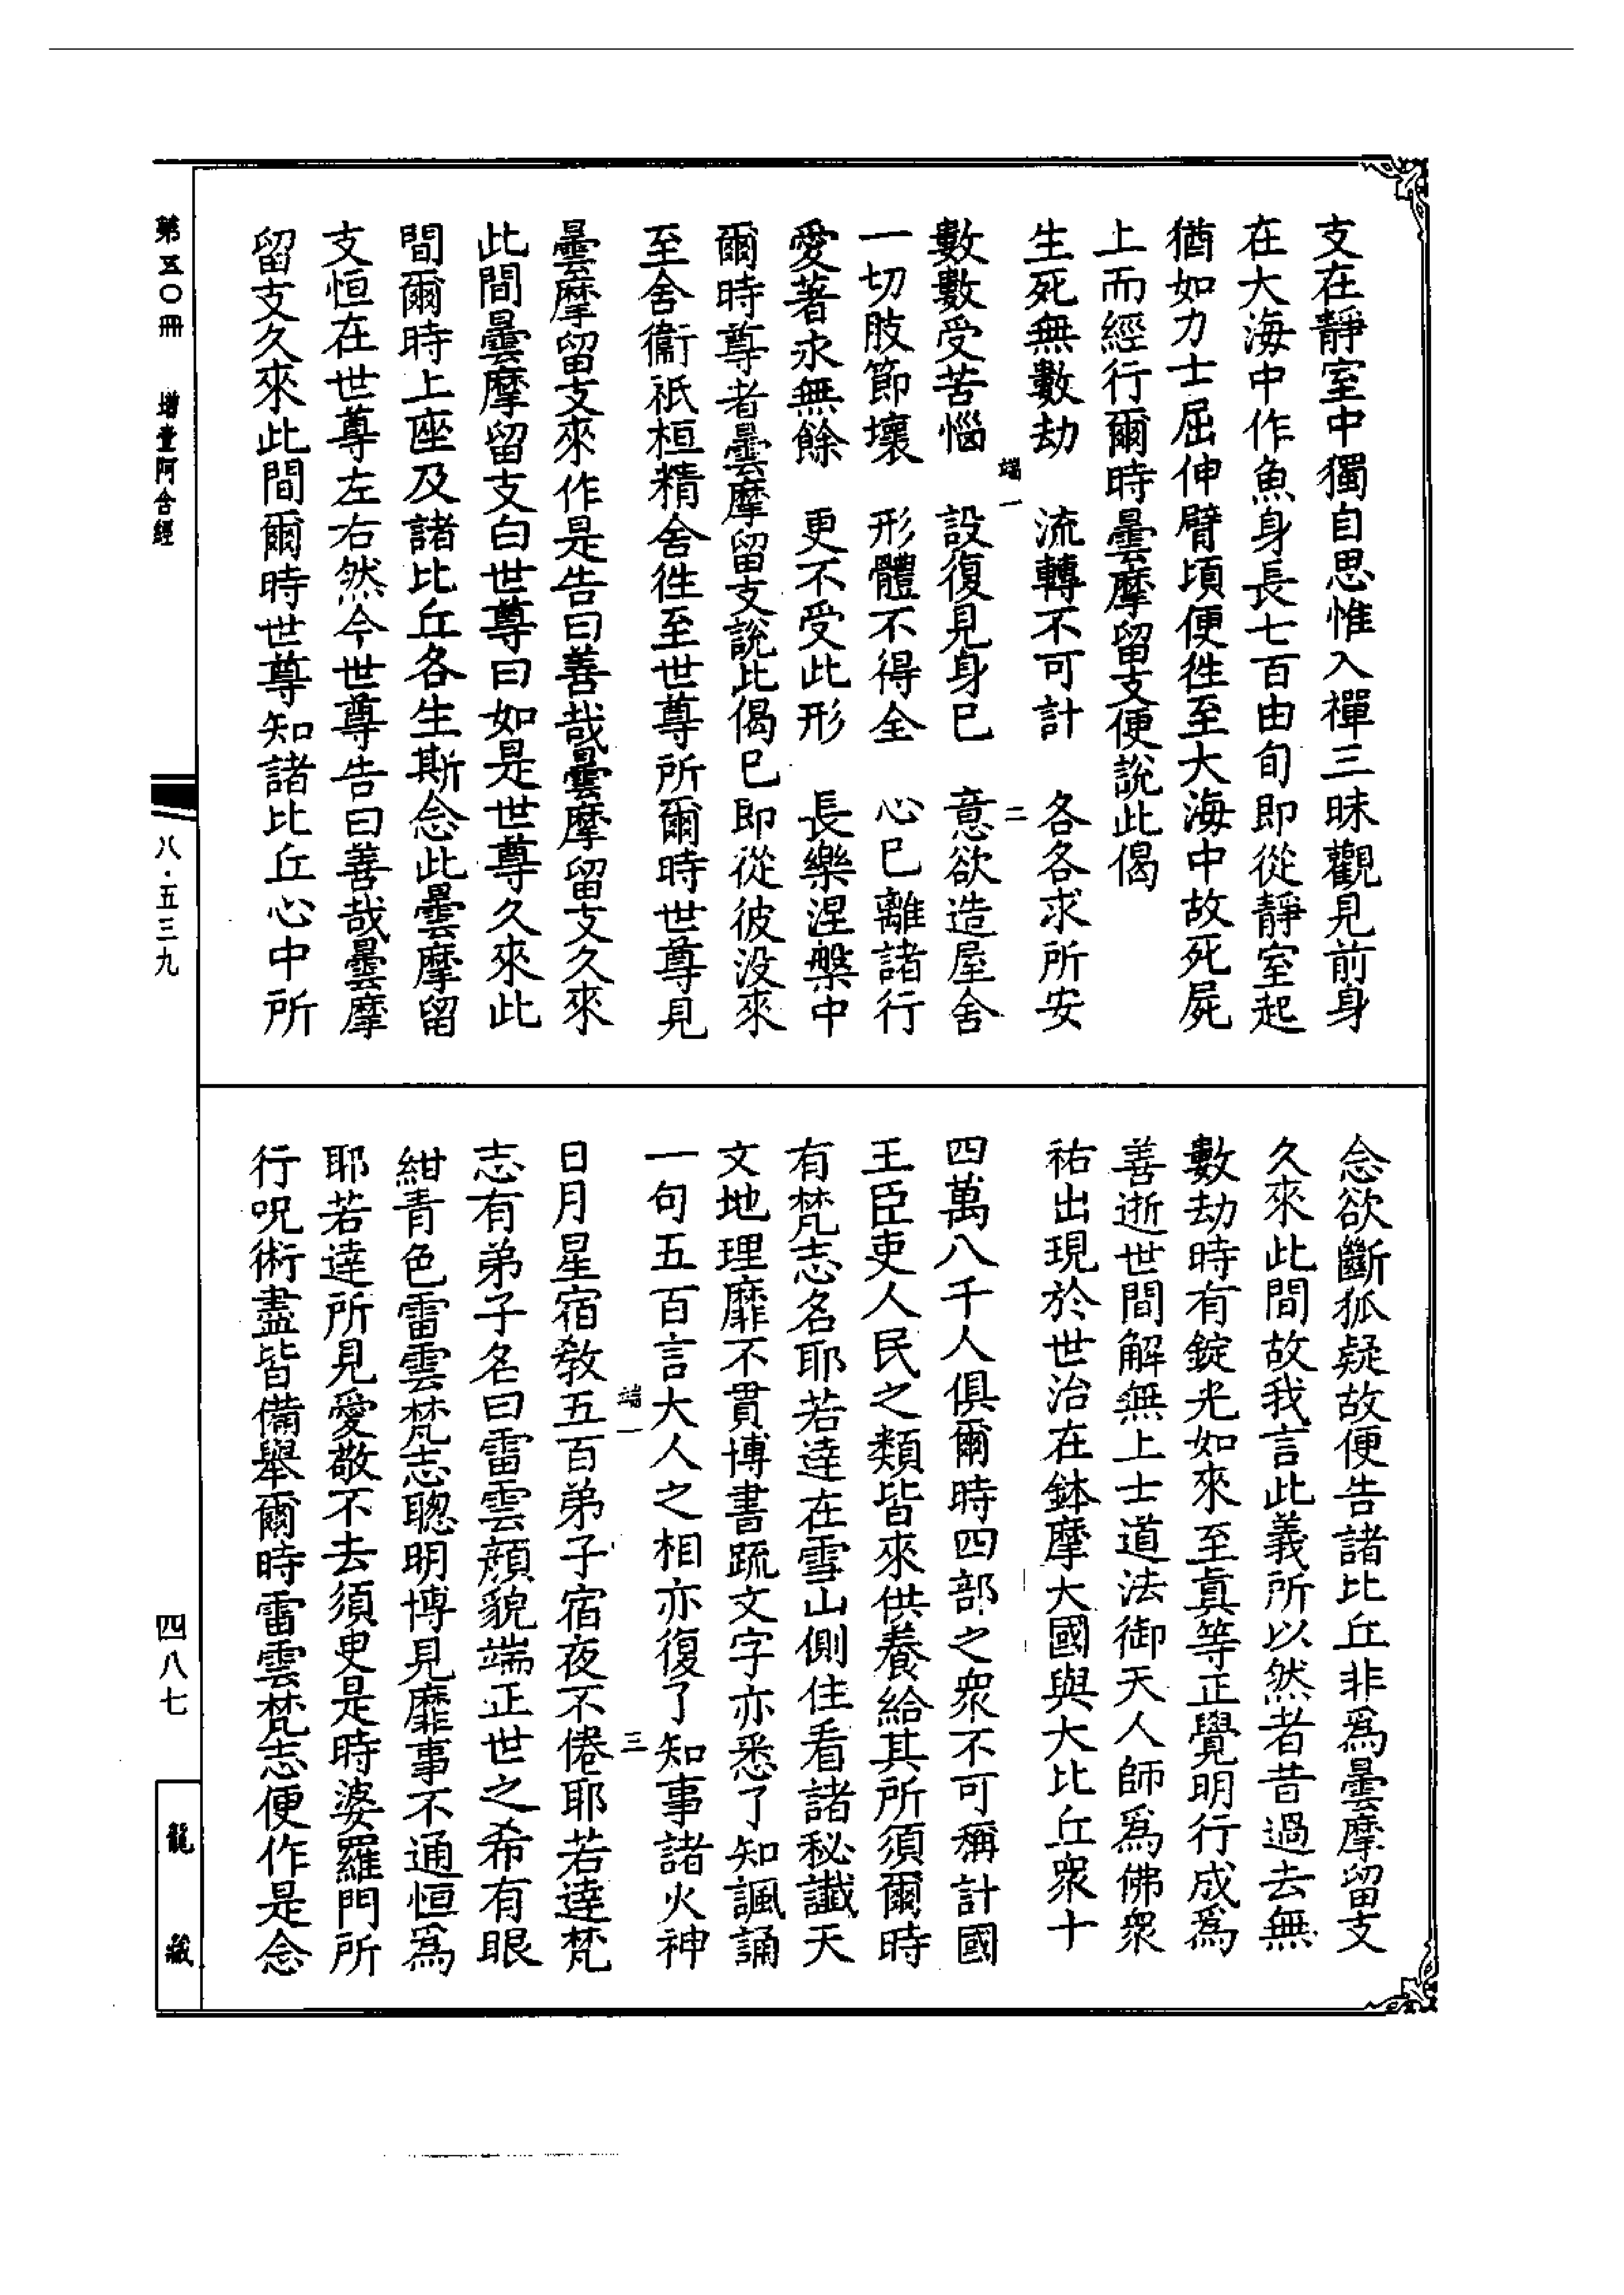 支在靜室中獨自思惟入禪三昧觀見前身
在大海中作魚身長七百由旬即從靜室起
猶如力士屈伸臂頃便徃至大海中故死屍
上而經行爾時曇摩留支便說此偈
生死無數劫　流轉不可計　各各求所安
端一　二
數數受苦惱　設復見身已　意欲造屋舍
一切肢節壞　形體不得全　心已離諸行
愛著永無餘　更不受此形　長樂涅槃中
爾時尊者曇摩留支說此偈已即從彼没來
至舍衞祇桓精舍徃至世尊所爾時世尊見
曇摩留支來作是告曰善哉曇摩留支久來
此間曇摩留支白世尊曰如是世尊久來此
間爾時上座及諸比丘各生斯念此曇摩留
支恒在世尊左右然今世尊告曰善哉曇摩
留支久來此間爾時世尊知諸比丘心中所
念欲斷狐疑故便告諸比丘非爲曇摩留支
久來此間故我言此義所以然者昔過去無
數劫時有錠光如來至眞等正覺明行成爲
善逝世間解無上士道法御天人師爲佛衆
祐出現於世治在鉢摩大國與大比丘衆十
四萬八千人俱爾時四部之衆不可稱計國
王臣吏人民之類皆來供養給其所須爾時
有梵志名耶若達在雪山側住看諸秘讖天
文地理靡不貫博書䟽文字亦悉了知諷誦
一句五百言大人之相亦復了知事諸火神
端一　三
日月星宿教五百弟子宿夜不倦耶若達梵
志有弟子名曰雷雲顔貌端正世之希有眼
紺青色雷雲梵志聰明博見靡事不通恒爲
耶若達所見愛敬不去須臾是時婆羅門所
行呪術盡皆備舉爾時雷雲梵志便作是念
第五〇冊　增壹阿含經
八·五三九
四八七
龍藏